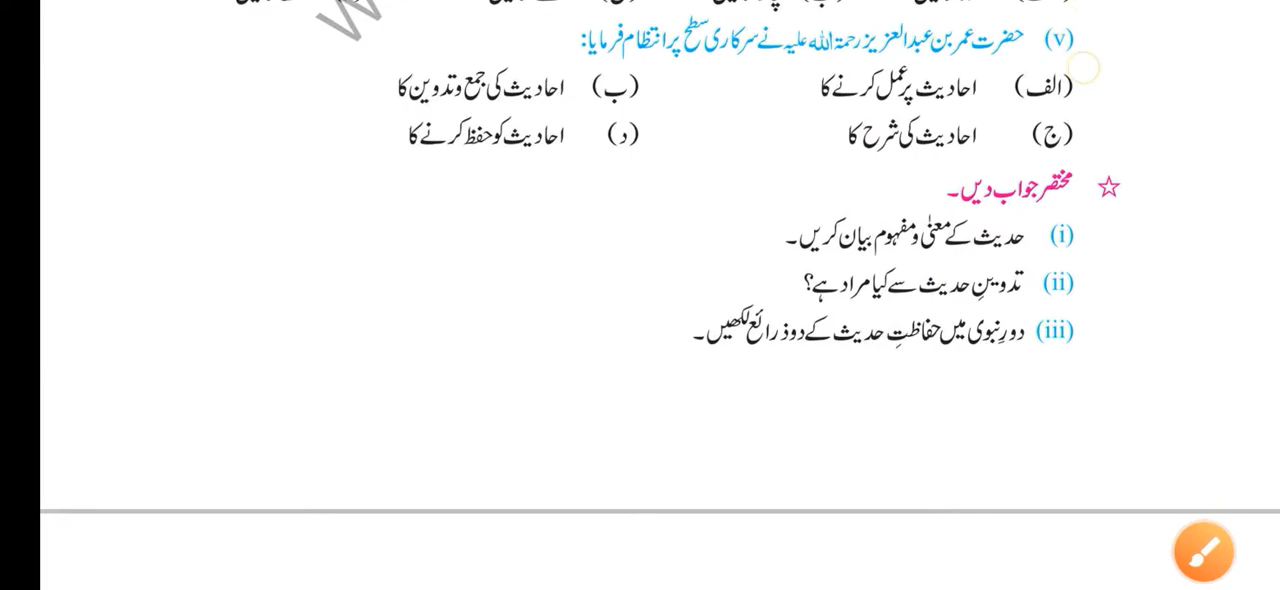 (v) حضرت عمر بن عبدالعزیز رحمۃ اللہ علیہ نے سرکاری سطح پر انتظام فرمایا:
(الف) احادیث پر عمل کرنے کا (ب) احادیث کی جمع و تدوین کا
(ج) احادیث کی شرح کا (د) احادیث کو حفظ کرنے کا
☆ مختصر جواب دیں۔
(i) حدیث کے معنیٰ و مفہوم بیان کریں۔
(ii) تدوینِ حدیث سے کیا مراد ہے؟
(iii) دورِ نبوی میں حفاظتِ حدیث کے دو ذرائع لکھیں۔